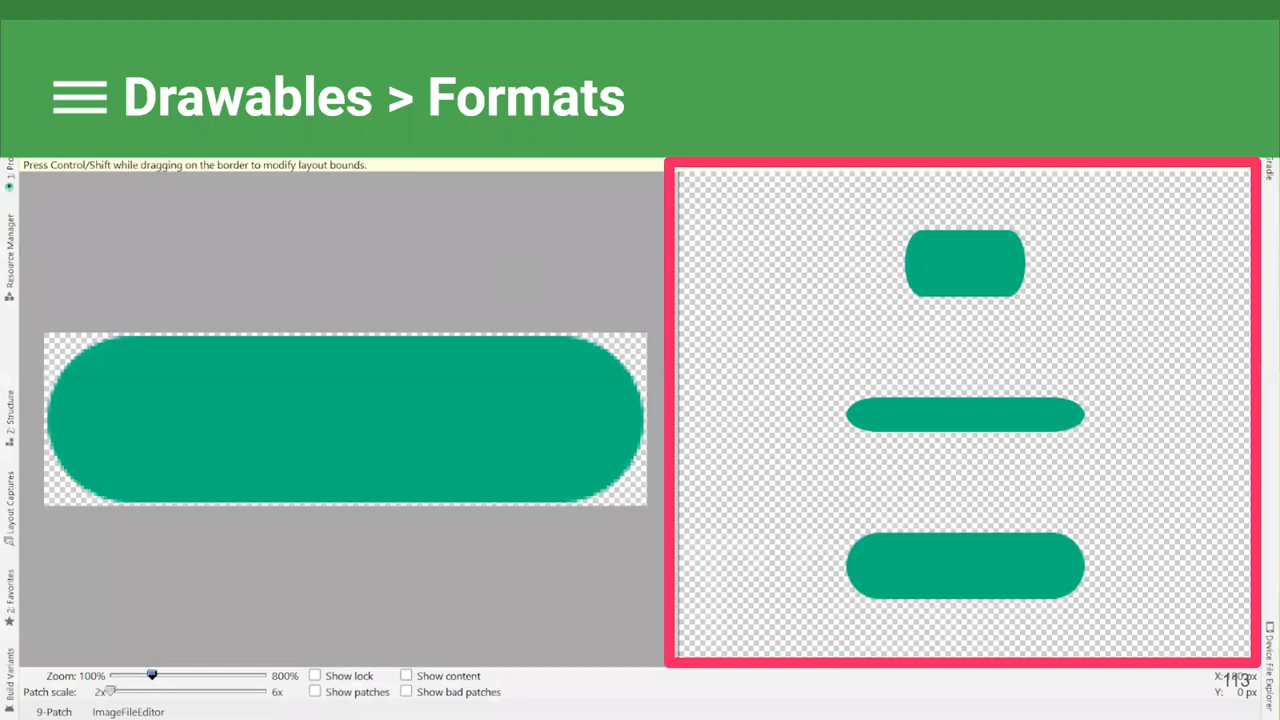 Drawables > Formats
Press Control/Shift while dragging on the border to modify layout bounds.
Resource Manager
2: Structure
Layout Captures
2: Favorites
Build Variants
Gradle
Device File Explorer
Zoom: 100% 800% Show lock Show content
Patch scale: 2x 6x Show patches Show bad patches
X: px
113
Y: 0 px
9-Patch ImageFileEditor